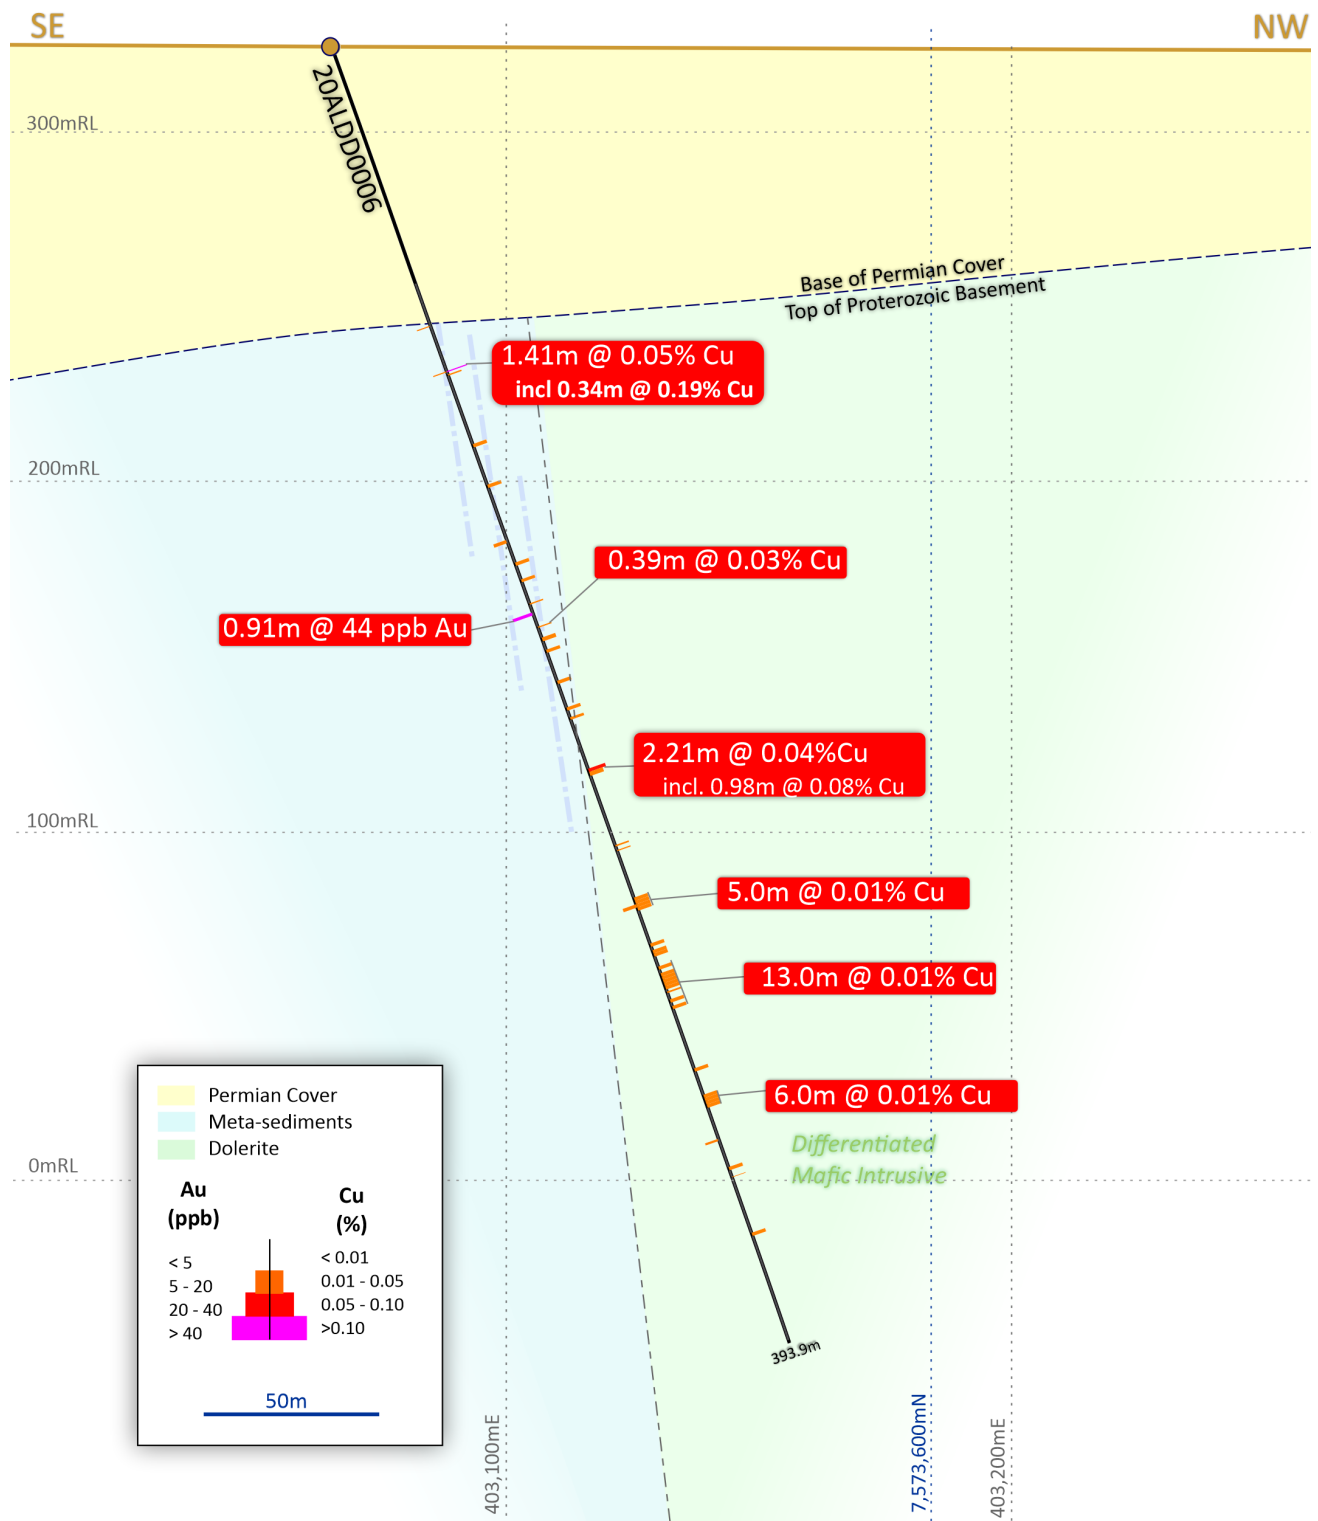 SE
NW
20ALDD0006
300mRL
Base of Permian Cover
Top of Proterozoic Basement
1.41m @ 0.05% Cu
incl 0.34m @ 0.19% Cu
200mRL
0.39m @ 0.03% Cu
0.91m @ 44 ppb Au
2.21m @ 0.04%Cu
incl. 0.98m @ 0.08% Cu
100mRL
5.0m @ 0.01% Cu
13.0m @ 0.01% Cu
6.0m @ 0.01% Cu
Differentiated
Mafic Intrusive
0mRL
393.9m
Permian Cover
Meta-sediments
Dolerite
Au
(ppb)
Cu
(%)
< 5
5 - 20
20 - 40
> 40
< 0.01
0.01 - 0.05
0.05 - 0.10
>0.10
50m
403,100mE
7,573,600mN
403,200mE